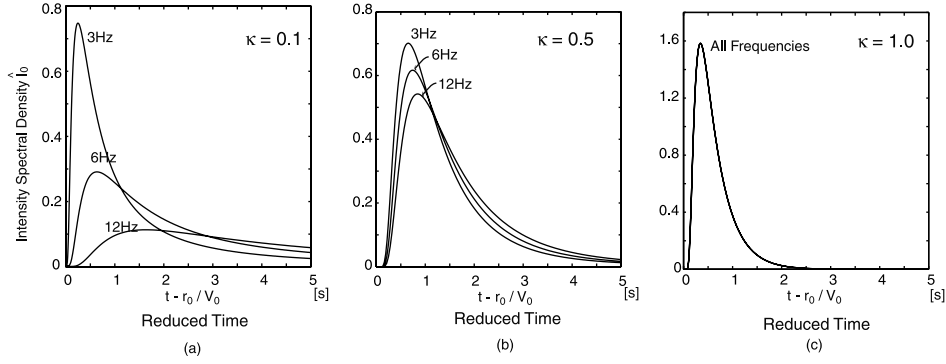 Intensity Spectral Density Î₀
0.8
0.6
0.4
0.2
0
3Hz
6Hz
12Hz
κ = 0.1
0 1 2 3 4 5
t - r₀ / V₀ [s]
Reduced Time
(a)
0.8
0.6
0.4
0.2
0
3Hz
6Hz
12Hz
κ = 0.5
0 1 2 3 4 5
t - r₀ / V₀ [s]
Reduced Time
(b)
1.6
1.2
0.8
0.4
0
All Frequencies
κ = 1.0
0 1 2 3 4 5
t - r₀ / V₀ [s]
Reduced Time
(c)